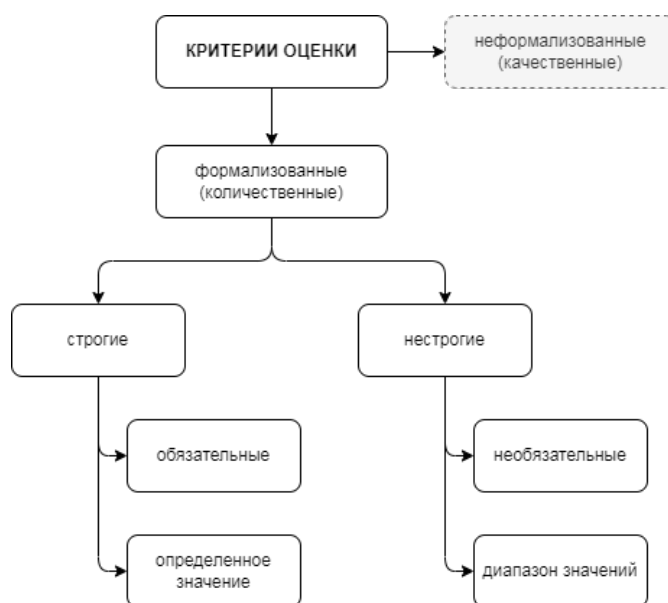 КРИТЕРИИ ОЦЕНКИ
неформализованные
(качественные)
формализованные
(количественные)
строгие
нестрогие
обязательные
необязательные
определенное
значение
диапазон значений